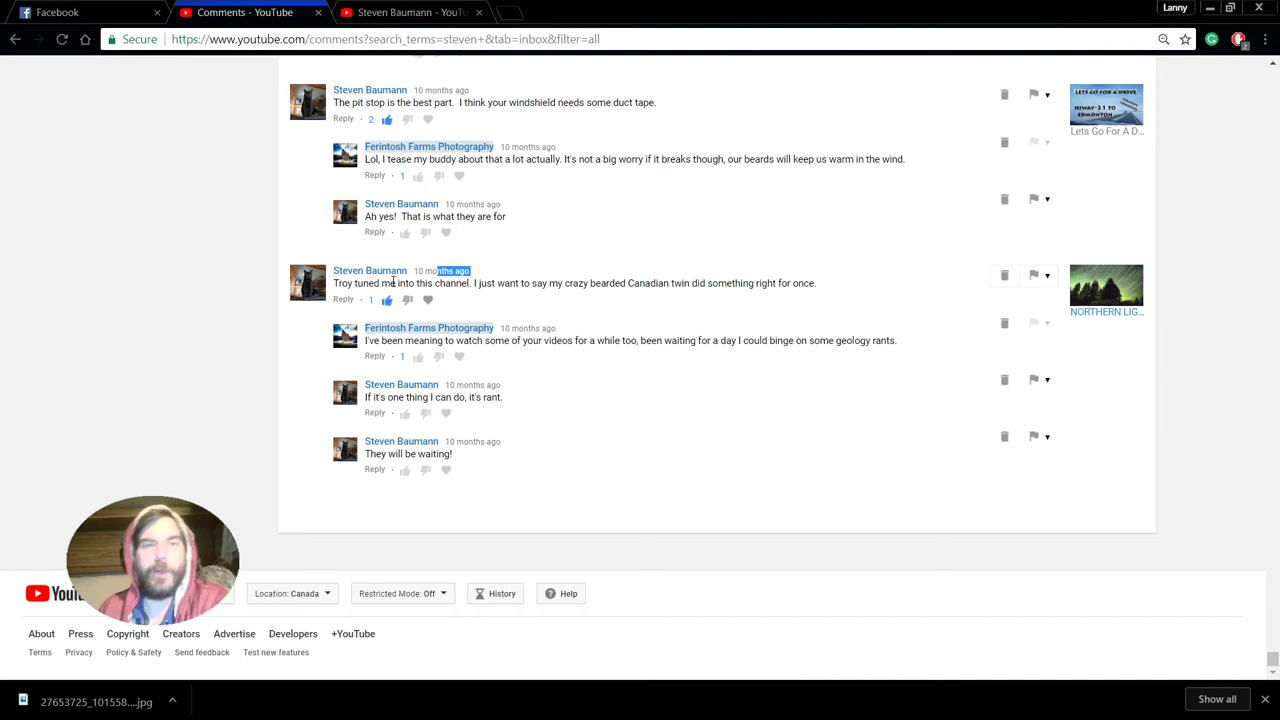 Facebook ×
Comments - YouTube ×
Steven Baumann - YouTu ×
Lanny
Secure https://www.youtube.com/comments?search_terms=steven+&tab=inbox&filter=all
2
Steven Baumann 10 months ago
The pit stop is the best part. I think your windshield needs some duct tape.
Reply · 2
LETS GO FOR A DRIVE
HIWAY-21 TO
EDMONTON
Lets Go For A D...
Ferintosh Farms Photography 10 months ago
Lol, I tease my buddy about that a lot actually. It's not a big worry if it breaks though, our beards will keep us warm in the wind.
Reply · 1
Steven Baumann 10 months ago
Ah yes! That is what they are for
Reply ·
Steven Baumann 10 months ago
Troy tuned me into this channel. I just want to say my crazy bearded Canadian twin did something right for once.
Reply · 1
NORTHERN LIG...
Ferintosh Farms Photography 10 months ago
I've been meaning to watch some of your videos for a while too, been waiting for a day I could binge on some geology rants.
Reply · 1
Steven Baumann 10 months ago
If it's one thing I can do, it's rant.
Reply ·
Steven Baumann 10 months ago
They will be waiting!
Reply ·
You
Location: Canada
Restricted Mode: Off
History
Help
About Press Copyright Creators Advertise Developers +YouTube
Terms Privacy Policy & Safety Send feedback Test new features
27653725_101558....jpg
Show all